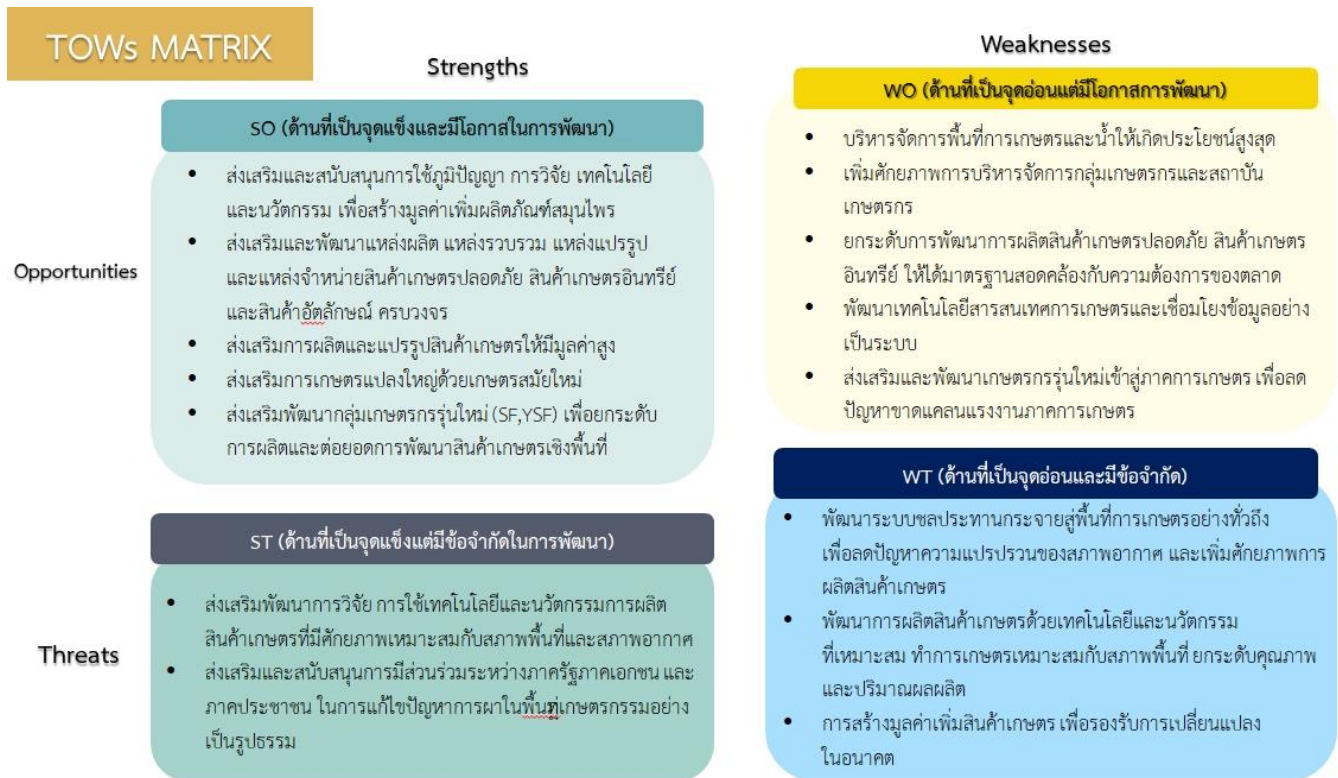 TOWs MATRIX
Strengths
Weaknesses
Opportunities
SO (ด้านที่เป็นจุดแข็งและมีโอกาสในการพัฒนา)
• ส่งเสริมและสนับสนุนการใช้ภูมิปัญญา การวิจัย เทคโนโลยี
และนวัตกรรม เพื่อสร้างมูลค่าเพิ่มผลิตภัณฑ์สมุนไพร
• ส่งเสริมและพัฒนาแหล่งผลิต แหล่งรวบรวม แหล่งแปรรูป
และแหล่งจำหน่ายสินค้าเกษตรปลอดภัย สินค้าเกษตรอินทรีย์
และสินค้าอัตลักษณ์ ครบวงจร
• ส่งเสริมการผลิตและแปรรูปสินค้าเกษตรให้มีมูลค่าสูง
• ส่งเสริมการเกษตรแปลงใหญ่ด้วยเกษตรสมัยใหม่
• ส่งเสริมพัฒนากลุ่มเกษตรกรรุ่นใหม่ (SF,YSF) เพื่อยกระดับ
การผลิตและต่อยอดการพัฒนาสินค้าเกษตรเชิงพื้นที่
WO (ด้านที่เป็นจุดอ่อนแต่มีโอกาสการพัฒนา)
• บริหารจัดการพื้นที่การเกษตรและน้ำให้เกิดประโยชน์สูงสุด
• เพิ่มศักยภาพการบริหารจัดการกลุ่มเกษตรกรและสถาบัน
เกษตรกร
• ยกระดับการพัฒนาการผลิตสินค้าเกษตรปลอดภัย สินค้าเกษตร
อินทรีย์ ให้ได้มาตรฐานสอดคล้องกับความต้องการของตลาด
• พัฒนาเทคโนโลยีสารสนเทศการเกษตรและเชื่อมโยงข้อมูลอย่าง
เป็นระบบ
• ส่งเสริมและพัฒนาเกษตรกรรุ่นใหม่เข้าสู่ภาคการเกษตร เพื่อลด
ปัญหาขาดแคลนแรงงานภาคการเกษตร
Threats
ST (ด้านที่เป็นจุดแข็งแต่มีข้อจำกัดในการพัฒนา)
• ส่งเสริมพัฒนาการวิจัย การใช้เทคโนโลยีและนวัตกรรมการผลิต
สินค้าเกษตรที่มีศักยภาพเหมาะสมกับสภาพพื้นที่และสภาพอากาศ
• ส่งเสริมและสนับสนุนการมีส่วนร่วมระหว่างภาครัฐภาคเอกชน และ
ภาคประชาชน ในการแก้ไขปัญหาการเผาในพื้นที่เกษตรกรรมอย่าง
เป็นรูปธรรม
WT (ด้านที่เป็นจุดอ่อนและมีข้อจำกัด)
• พัฒนาระบบชลประทานกระจายสู่พื้นที่การเกษตรอย่างทั่วถึง
เพื่อลดปัญหาความแปรปรวนของสภาพอากาศ และเพิ่มศักยภาพการ
ผลิตสินค้าเกษตร
• พัฒนาการผลิตสินค้าเกษตรด้วยเทคโนโลยีและนวัตกรรม
ที่เหมาะสม ทำการเกษตรเหมาะสมกับสภาพพื้นที่ ยกระดับคุณภาพ
และปริมาณผลผลิต
• การสร้างมูลค่าเพิ่มสินค้าเกษตร เพื่อรองรับการเปลี่ยนแปลง
ในอนาคต